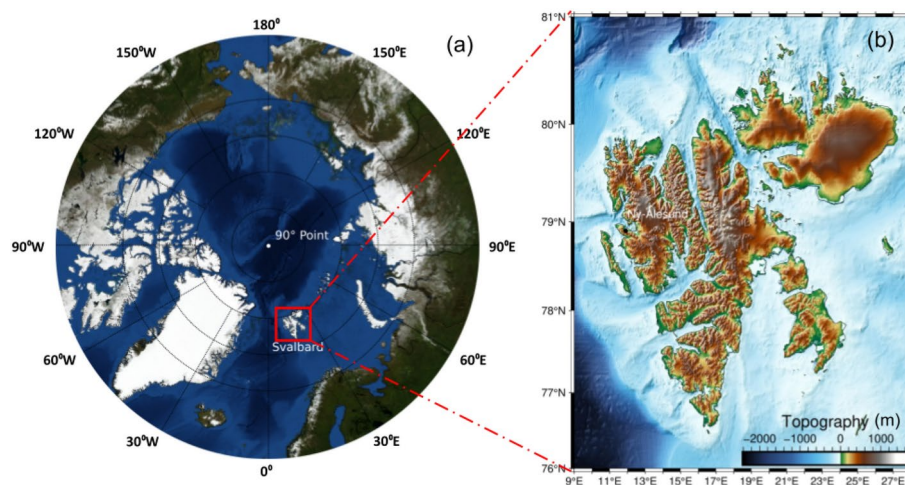 (a)
180°
150°W
150°E
120°W
120°E
90°W
90° Point
90°E
Svalbard
60°W
60°E
30°W
30°E
0°
(b)
81°N
80°N
79°N
Ny-Alesund
78°N
77°N
76°N
Topography (m)
−2000 −1000 0 1000
9°E 11°E 13°E 15°E 17°E 19°E 21°E 23°E 25°E 27°E